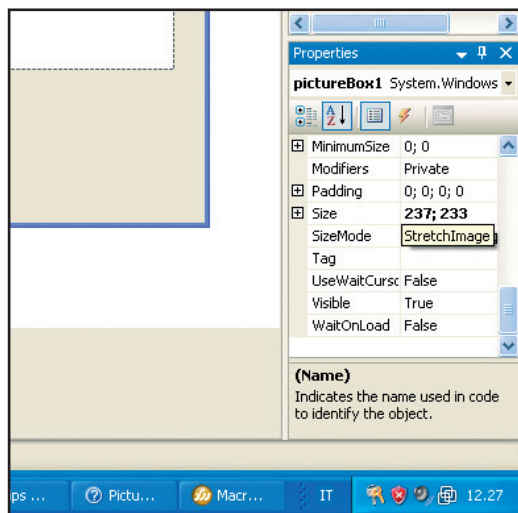 Properties
pictureBox1 System.Windows
MinimumSize 0; 0
Modifiers Private
Padding 0; 0; 0; 0
Size 237; 233
SizeMode StretchImage
Tag
UseWaitCurso False
Visible True
WaitOnLoad False
(Name)
Indicates the name used in code
to identify the object.
ips ... Pictu... Macr... IT 12.27